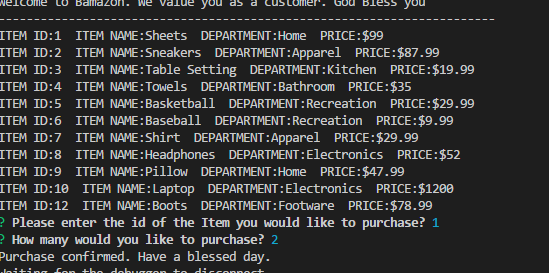 Welcome to Bamazon. We value you as a customer. God Bless you
-----------------------------------------------------------------
ITEM ID:1  ITEM NAME:Sheets  DEPARTMENT:Home  PRICE:$99
ITEM ID:2  ITEM NAME:Sneakers  DEPARTMENT:Apparel  PRICE:$87.99
ITEM ID:3  ITEM NAME:Table Setting  DEPARTMENT:Kitchen  PRICE:$19.99
ITEM ID:4  ITEM NAME:Towels  DEPARTMENT:Bathroom  PRICE:$35
ITEM ID:5  ITEM NAME:Basketball  DEPARTMENT:Recreation  PRICE:$29.99
ITEM ID:6  ITEM NAME:Baseball  DEPARTMENT:Recreation  PRICE:$9.99
ITEM ID:7  ITEM NAME:Shirt  DEPARTMENT:Apparel  PRICE:$29.99
ITEM ID:8  ITEM NAME:Headphones  DEPARTMENT:Electronics  PRICE:$52
ITEM ID:9  ITEM NAME:Pillow  DEPARTMENT:Home  PRICE:$47.99
ITEM ID:10  ITEM NAME:Laptop  DEPARTMENT:Electronics  PRICE:$1200
ITEM ID:12  ITEM NAME:Boots  DEPARTMENT:Footware  PRICE:$78.99
? Please enter the id of the Item you would like to purchase? 1
? How many would you like to purchase? 2
Purchase confirmed. Have a blessed day.
Waiting for the debugger to disconnect